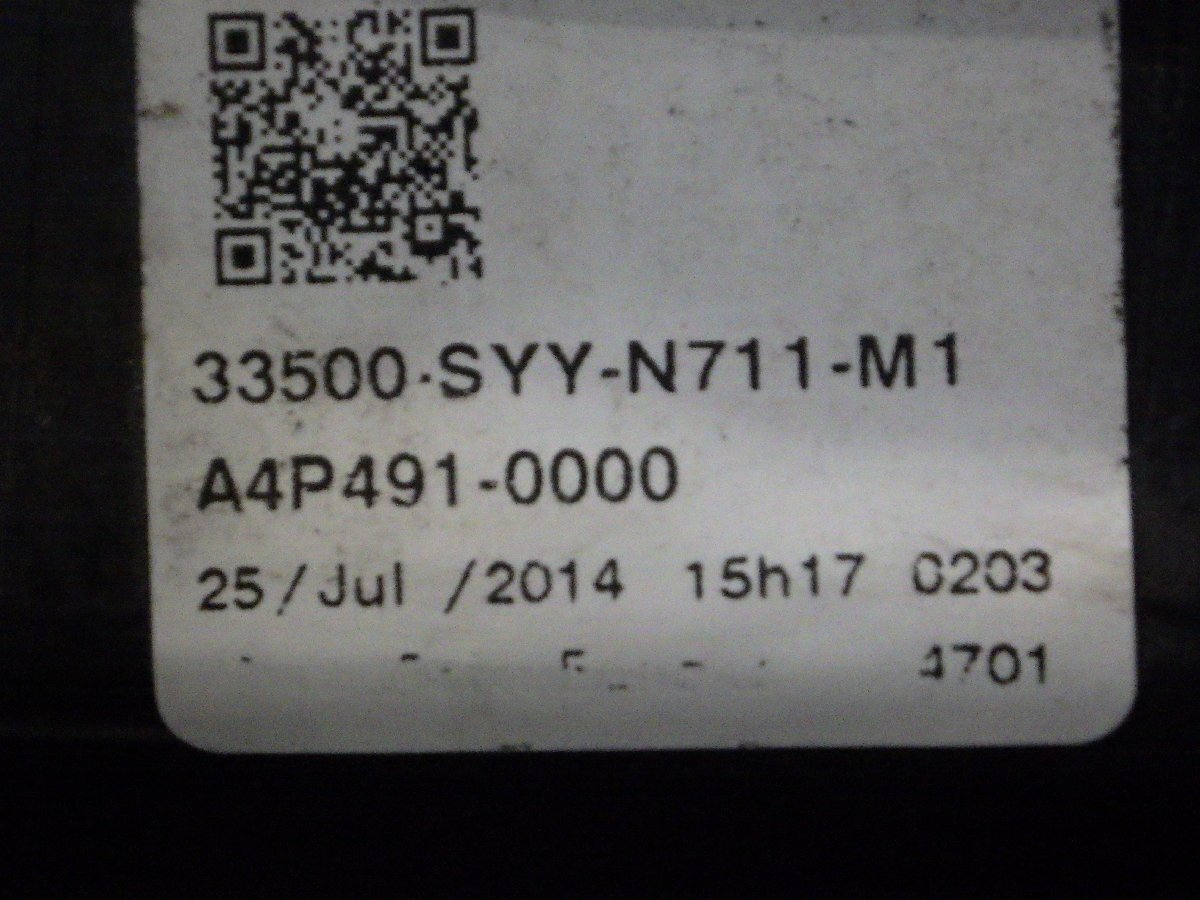 33500-SYY-N711-M1
A4P491-0000
25/Jul /2014 15h17 0203
4701